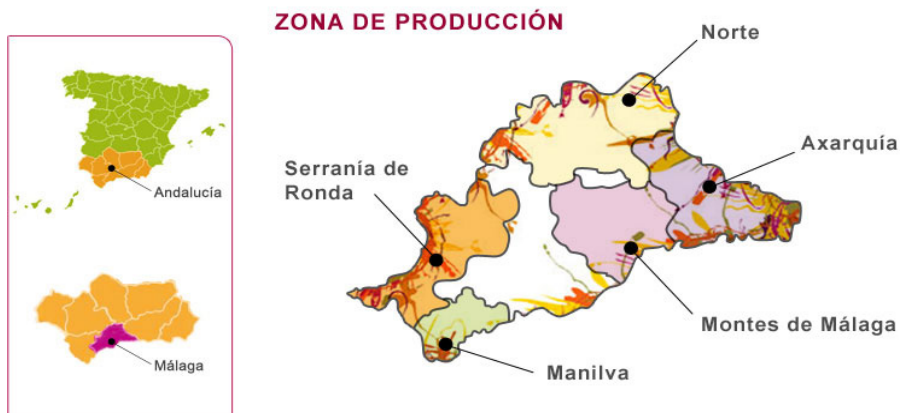 ZONA DE PRODUCCIÓN
Norte
Axarquía
Serranía de
Ronda
Andalucía
Montes de Málaga
Málaga
Manilva